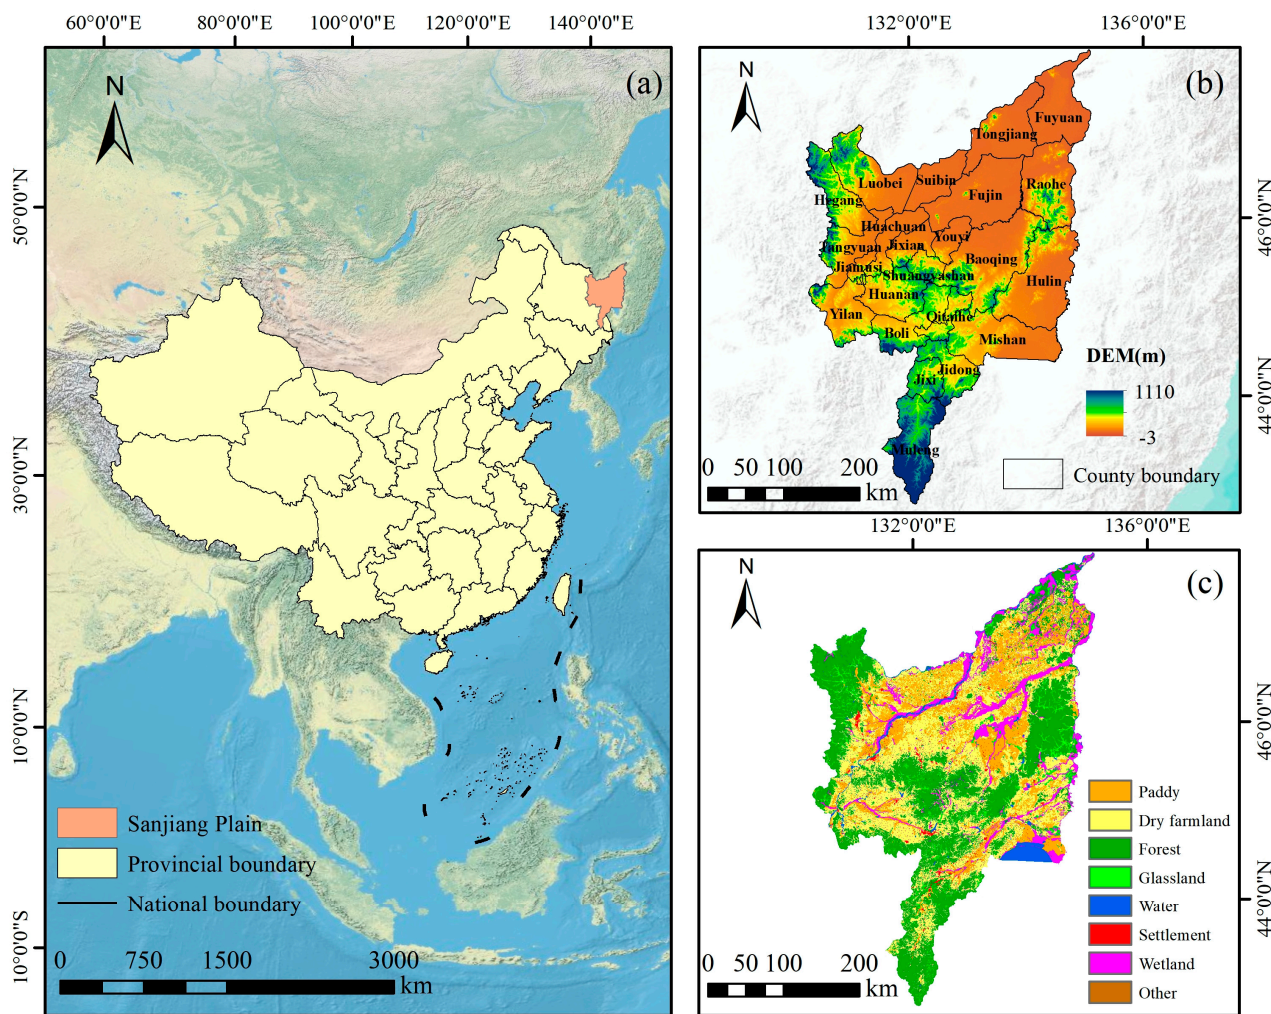 60°0'0"E 80°0'0"E 100°0'0"E 120°0'0"E 140°0'0"E
(a)
N
50°0'0"N
30°0'0"N
10°0'0"N
10°0'0"S
Sanjiang Plain
Provincial boundary
National boundary
0 750 1500 3000
km
132°0'0"E 136°0'0"E
(b)
N
Fuyuan
Tongjiang
Luobei
Suibin
Fujin
Raohe
Hegang
Huachuan
Youyi
Tangyuan
Jixian
Baoqing
Jiamusi
Shuangyashan
Hulin
Huanan
Yilan
Qitaihe
Boli
Mishan
Jidong
Jixi
Muleng
46°0'0"N
44°0'0"N
DEM(m)
1110
-3
County boundary
0 50 100 200
km
132°0'0"E 136°0'0"E
(c)
N
46°0'0"N
44°0'0"N
Paddy
Dry farmland
Forest
Glassland
Water
Settlement
Wetland
Other
0 50 100 200
km